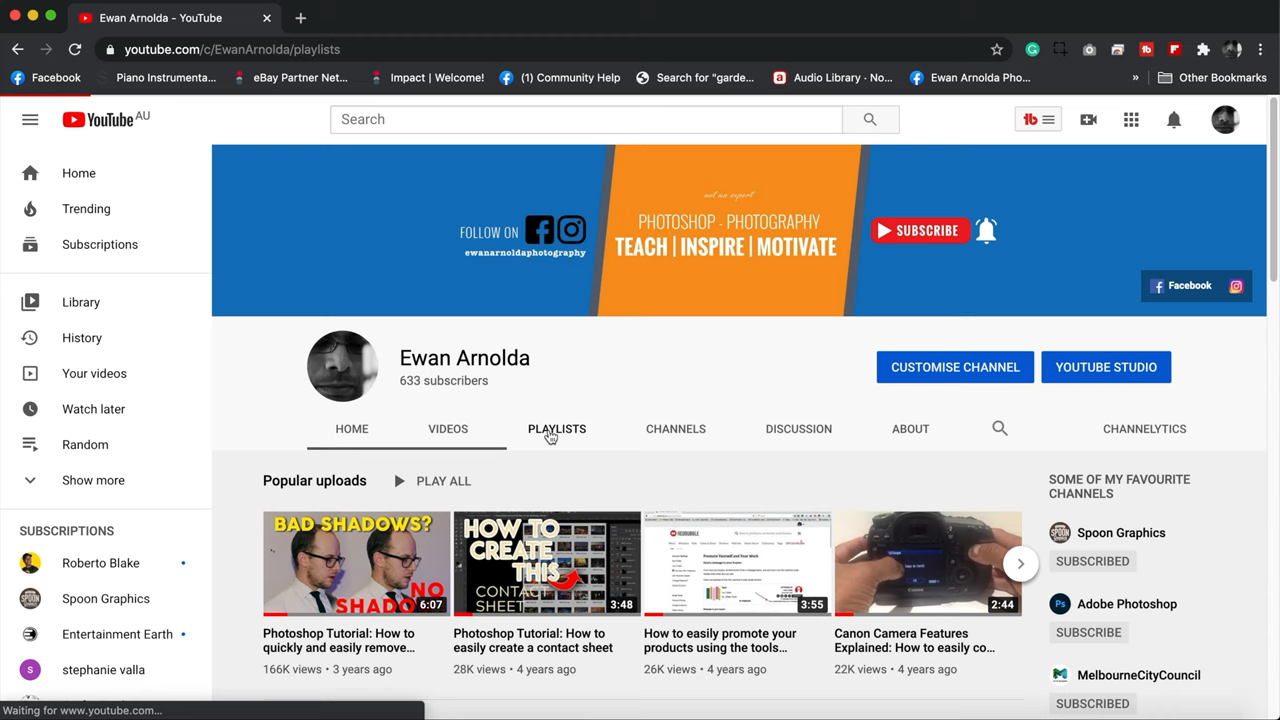 Ewan Arnolda - YouTube
youtube.com/c/EwanArnolda/playlists
Facebook
Piano Instrumenta...
eBay Partner Net...
Impact | Welcome!
(1) Community Help
Search for "garde...
Audio Library - No...
Ewan Arnolda Pho...
»
Other Bookmarks
YouTube AU
Search
Home
Trending
Subscriptions
Library
History
Your videos
Watch later
Random
Show more
SUBSCRIPTIONS
Roberto Blake
Spoon Graphics
Entertainment Earth
stephanie valla
FOLLOW ON
ewanarnoldaphotography
not an expert
PHOTOSHOP - PHOTOGRAPHY
TEACH | INSPIRE | MOTIVATE
SUBSCRIBE
Facebook
Ewan Arnolda
633 subscribers
CUSTOMISE CHANNEL
YOUTUBE STUDIO
HOME
VIDEOS
PLAYLISTS
CHANNELS
DISCUSSION
ABOUT
CHANNELYTICS
Popular uploads
PLAY ALL
BAD SHADOWS?
NO
SHADO
6:07
Photoshop Tutorial: How to
quickly and easily remove...
166K views • 3 years ago
HOW TO
CREATE
THIS
CONTACT
SHEET
3:48
Photoshop Tutorial: How to
easily create a contact sheet
28K views • 4 years ago
3:55
How to easily promote your
products using the tools...
26K views • 4 years ago
2:44
Canon Camera Features
Explained: How to easily co...
22K views • 4 years ago
SOME OF MY FAVOURITE
CHANNELS
Spoon Graphics
SUBSCRIBED
Adobe Photoshop
SUBSCRIBE
MelbourneCityCouncil
SUBSCRIBED
Waiting for www.youtube.com...